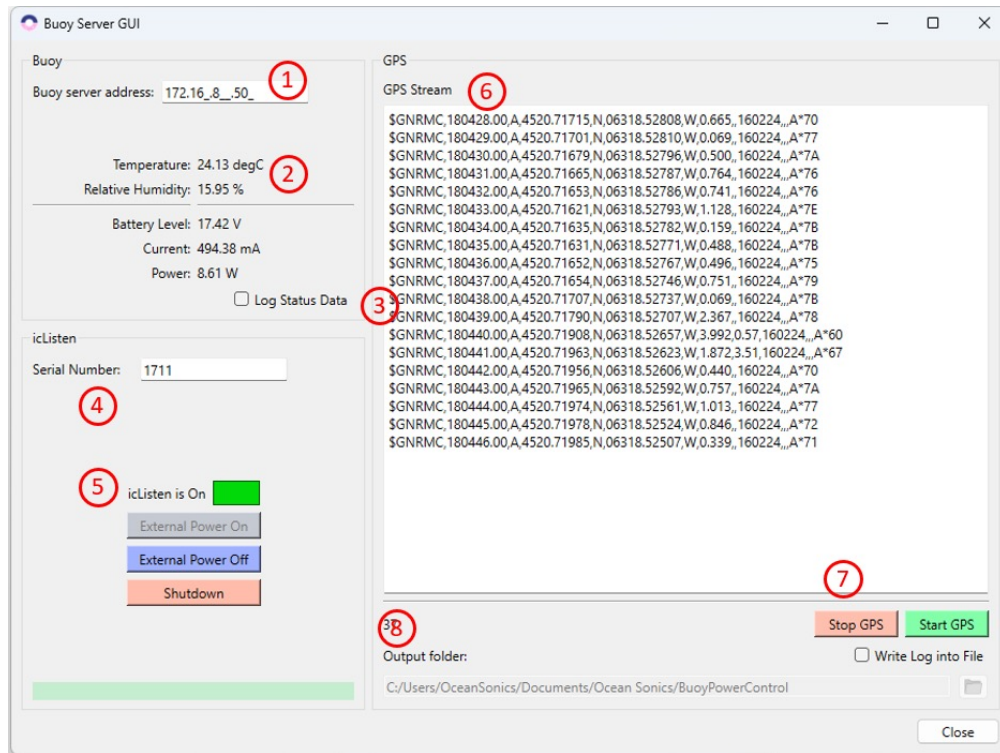 Buoy Server GUI
Buoy
Buoy server address: 172.16_.8__.50_
1
Temperature: 24.13 degC
2
Relative Humidity: 15.95 %
Battery Level: 17.42 V
Current: 494.38 mA
Power: 8.61 W
Log Status Data
3
icListen
Serial Number: 1711
4
5
icListen is On
External Power On
External Power Off
Shutdown
GPS
GPS Stream
6
$GNRMC,180428.00,A,4520.71715,N,06318.52808,W,0.665,,160224,,,A*70
$GNRMC,180429.00,A,4520.71701,N,06318.52810,W,0.069,,160224,,,A*77
$GNRMC,180430.00,A,4520.71679,N,06318.52796,W,0.500,,160224,,,A*7A
$GNRMC,180431.00,A,4520.71665,N,06318.52787,W,0.764,,160224,,,A*76
$GNRMC,180432.00,A,4520.71653,N,06318.52786,W,0.741,,160224,,,A*76
$GNRMC,180433.00,A,4520.71621,N,06318.52793,W,1.128,,160224,,,A*7E
$GNRMC,180434.00,A,4520.71635,N,06318.52782,W,0.159,,160224,,,A*7B
$GNRMC,180435.00,A,4520.71631,N,06318.52771,W,0.488,,160224,,,A*7B
$GNRMC,180436.00,A,4520.71652,N,06318.52767,W,0.496,,160224,,,A*75
$GNRMC,180437.00,A,4520.71654,N,06318.52746,W,0.751,,160224,,,A*79
$GNRMC,180438.00,A,4520.71707,N,06318.52737,W,0.069,,160224,,,A*7B
$GNRMC,180439.00,A,4520.71790,N,06318.52707,W,2.367,,160224,,,A*78
$GNRMC,180440.00,A,4520.71908,N,06318.52657,W,3.992,0.57,160224,,,A*60
$GNRMC,180441.00,A,4520.71963,N,06318.52623,W,1.872,3.51,160224,,,A*67
$GNRMC,180442.00,A,4520.71956,N,06318.52606,W,0.440,,160224,,,A*70
$GNRMC,180443.00,A,4520.71965,N,06318.52592,W,0.757,,160224,,,A*7A
$GNRMC,180444.00,A,4520.71974,N,06318.52561,W,1.013,,160224,,,A*77
$GNRMC,180445.00,A,4520.71978,N,06318.52524,W,0.846,,160224,,,A*72
$GNRMC,180446.00,A,4520.71985,N,06318.52507,W,0.339,,160224,,,A*71
7
8
Stop GPS Start GPS
Output folder:
Write Log into File
C:/Users/OceanSonics/Documents/Ocean Sonics/BuoyPowerControl
Close